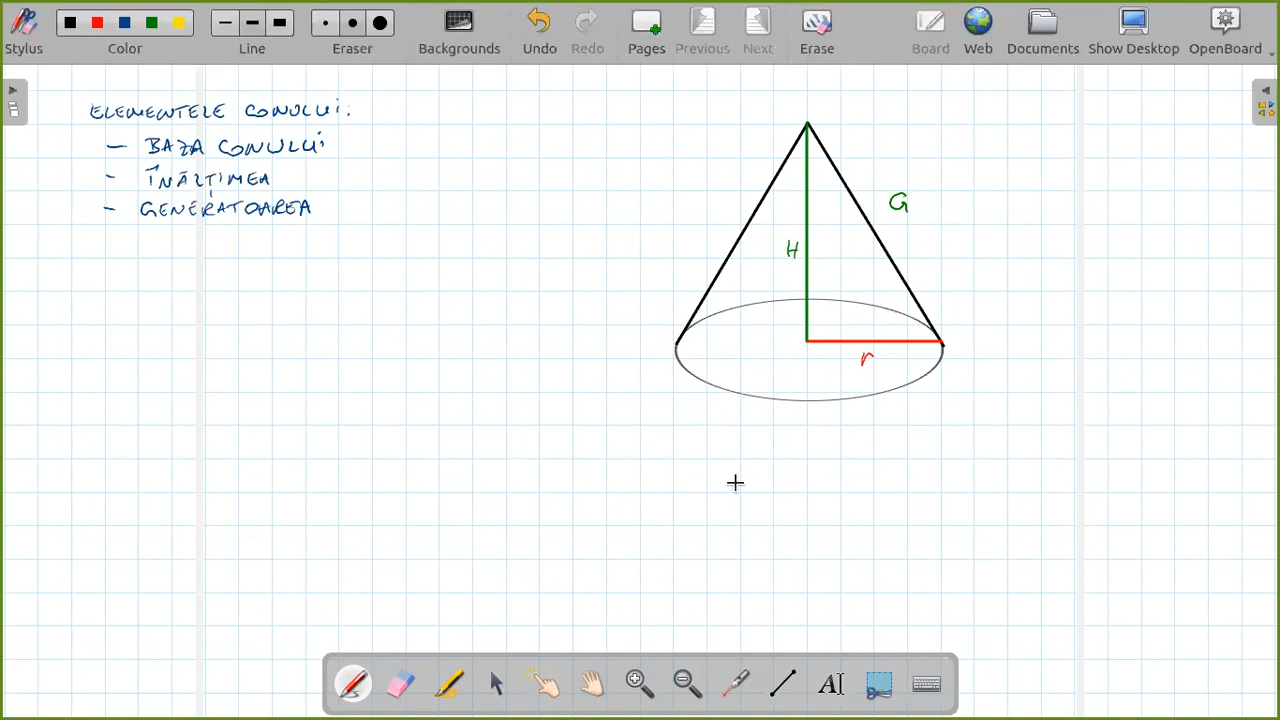 Stylus Color Line Eraser Backgrounds Undo Redo Pages Previous Next Erase Board Web Documents Show Desktop OpenBoard
ELEMENTELE CONULUI:
— BAZA CONULUI
- ÎNĂLȚIMEA
- GENERATOAREA
G
H
r
AI